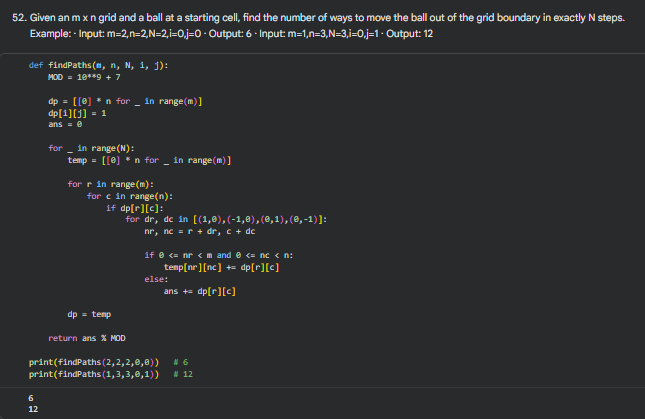 52. Given an m x n grid and a ball at a starting cell, find the number of ways to move the ball out of the grid boundary in exactly N steps.
Example: · Input: m=2,n=2,N=2,i=0,j=0 · Output: 6 · Input: m=1,n=3,N=3,i=0,j=1 · Output: 12
def findPaths(m, n, N, i, j):
    MOD = 10**9 + 7
    dp = [[0] * n for _ in range(m)]
    dp[i][j] = 1
    ans = 0
    for _ in range(N):
        temp = [[0] * n for _ in range(m)]
        for r in range(m):
            for c in range(n):
                if dp[r][c]:
                    for dr, dc in [(1,0),(-1,0),(0,1),(0,-1)]:
                        nr, nc = r + dr, c + dc
                        if 0 <= nr < m and 0 <= nc < n:
                            temp[nr][nc] += dp[r][c]
                        else:
                            ans += dp[r][c]
        dp = temp
    return ans % MOD
print(findPaths(2,2,2,0,0))  # 6
print(findPaths(1,3,3,0,1))  # 12
6
12